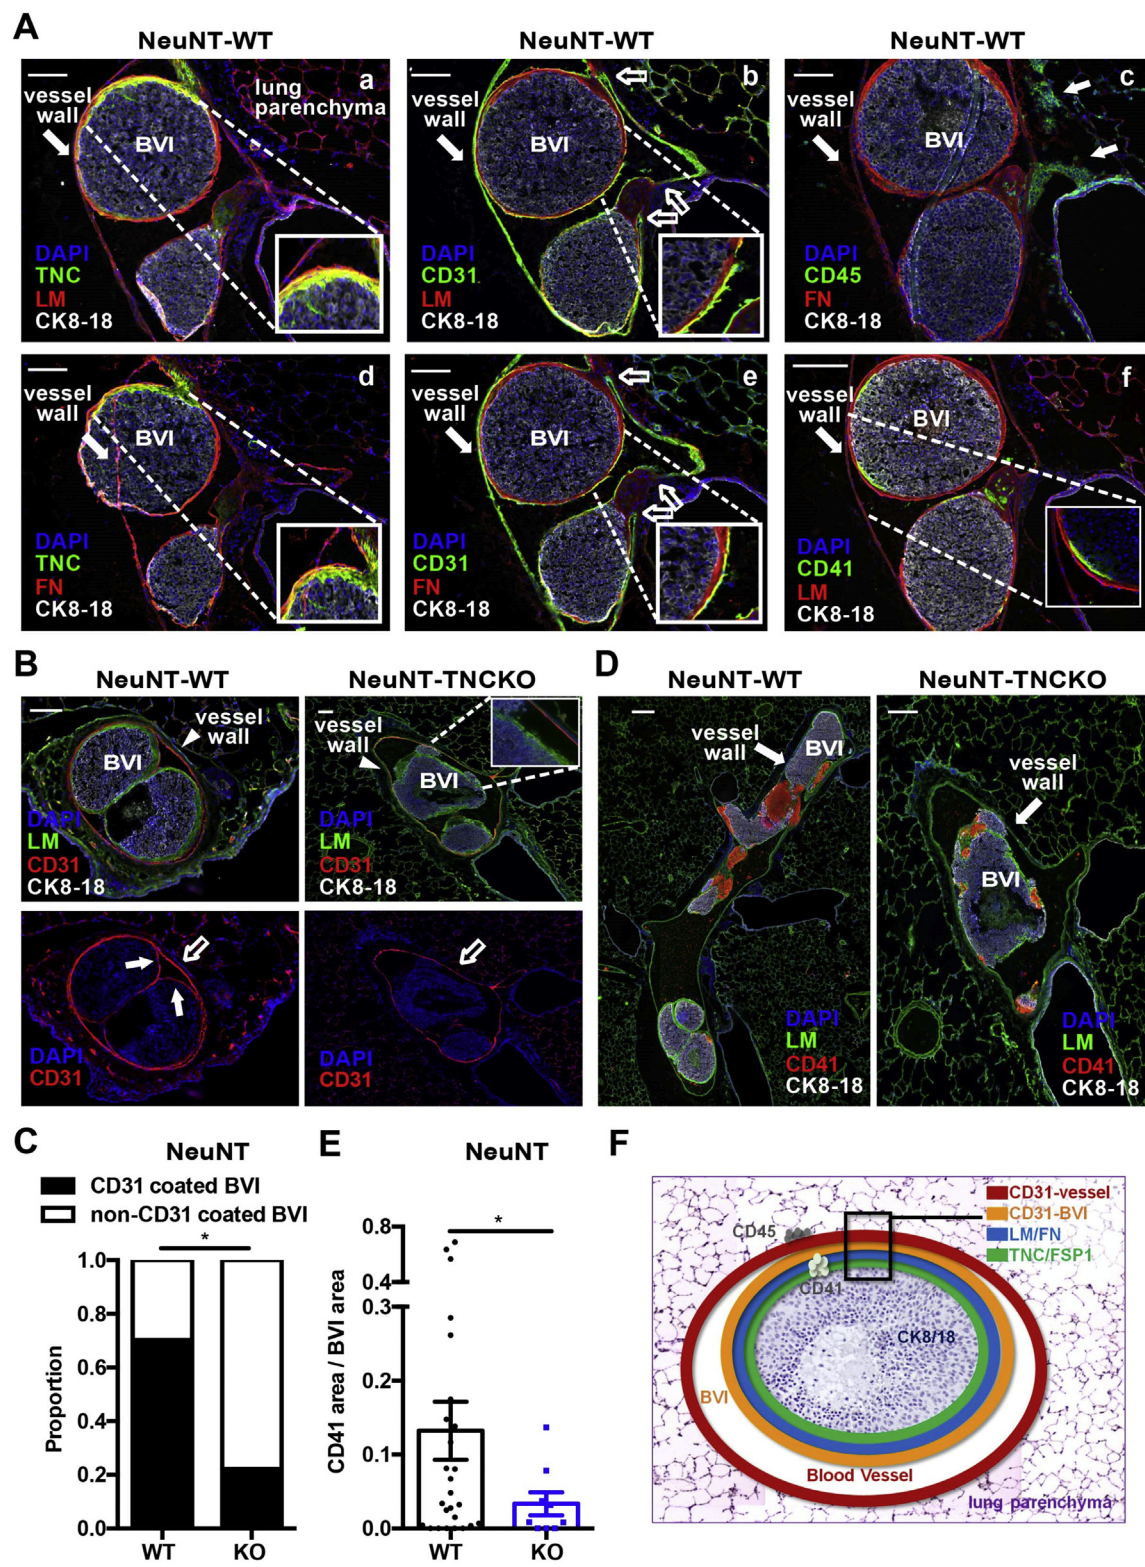 A
NeuNT-WT
NeuNT-WT
NeuNT-WT
a
lung
parenchyma
vessel
wall
BVI
DAPI
TNC
LM
CK8-18
b
vessel
wall
BVI
DAPI
CD31
LM
CK8-18
c
vessel
wall
BVI
DAPI
CD45
FN
CK8-18
d
vessel
wall
BVI
DAPI
TNC
FN
CK8-18
e
vessel
wall
BVI
DAPI
CD31
FN
CK8-18
f
vessel
wall
BVI
DAPI
CD41
LM
CK8-18
B
NeuNT-WT
NeuNT-TNCKO
vessel
wall
BVI
DAPI
LM
CD31
CK8-18
vessel
wall
BVI
DAPI
LM
CD31
CK8-18
DAPI
CD31
DAPI
CD31
D
NeuNT-WT
NeuNT-TNCKO
vessel
wall
BVI
DAPI
LM
CD41
CK8-18
vessel
wall
BVI
DAPI
LM
CD41
CK8-18
C
NeuNT
CD31 coated BVI
non-CD31 coated BVI
*
1.0
0.8
0.6
0.4
0.2
0.0
Proportion
WT
KO
E
NeuNT
*
0.8
0.4
0.3
0.2
0.1
0.0
CD41 area / BVI area
WT
KO
F
CD31-vessel
CD31-BVI
LM/FN
TNC/FSP1
CD45
CD41
CK8/18
BVI
Blood Vessel
lung parenchyma